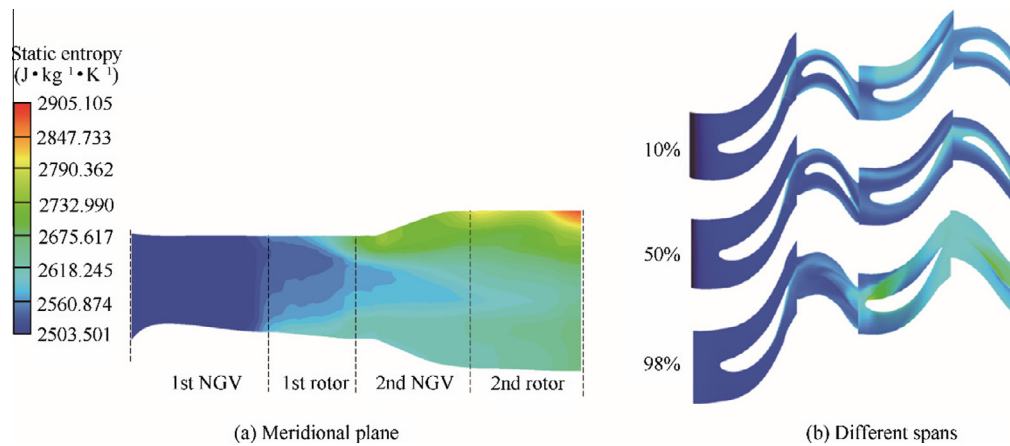 Static entropy
(J·kg⁻¹·K⁻¹)
2905.105
2847.733
2790.362
2732.990
2675.617
2618.245
2560.874
2503.501
1st NGV
1st rotor
2nd NGV
2nd rotor
(a) Meridional plane
10%
50%
98%
(b) Different spans